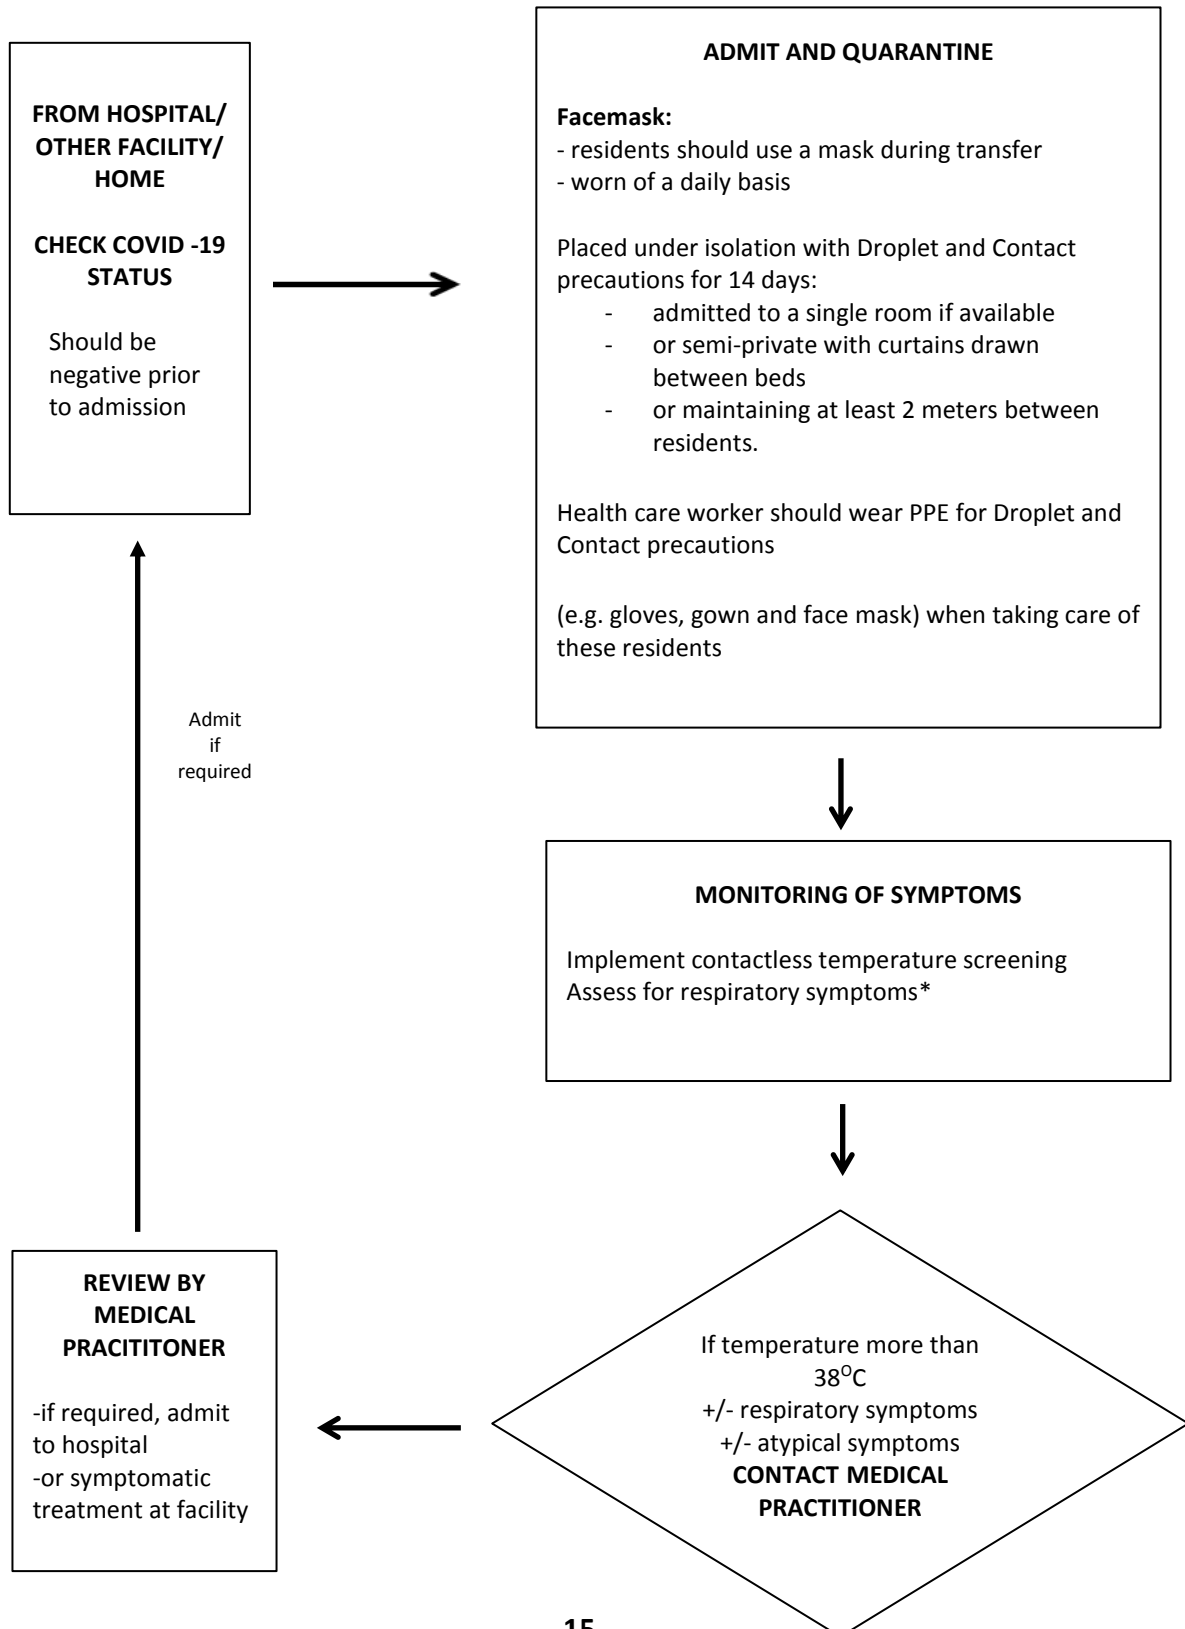 FROM HOSPITAL/
OTHER FACILITY/
HOME
CHECK COVID -19
STATUS
Should be
negative prior
to admission
ADMIT AND QUARANTINE
Facemask:
- residents should use a mask during transfer
- worn of a daily basis
Placed under isolation with Droplet and Contact
precautions for 14 days:
- admitted to a single room if available
- or semi-private with curtains drawn
between beds
- or maintaining at least 2 meters between
residents.
Health care worker should wear PPE for Droplet and
Contact precautions
(e.g. gloves, gown and face mask) when taking care of
these residents
Admit
if
required
MONITORING OF SYMPTOMS
Implement contactless temperature screening
Assess for respiratory symptoms*
If temperature more than
38°C
+/- respiratory symptoms
+/- atypical symptoms
CONTACT MEDICAL
PRACTITIONER
REVIEW BY
MEDICAL
PRACITITONER
-if required, admit
to hospital
-or symptomatic
treatment at facility
15